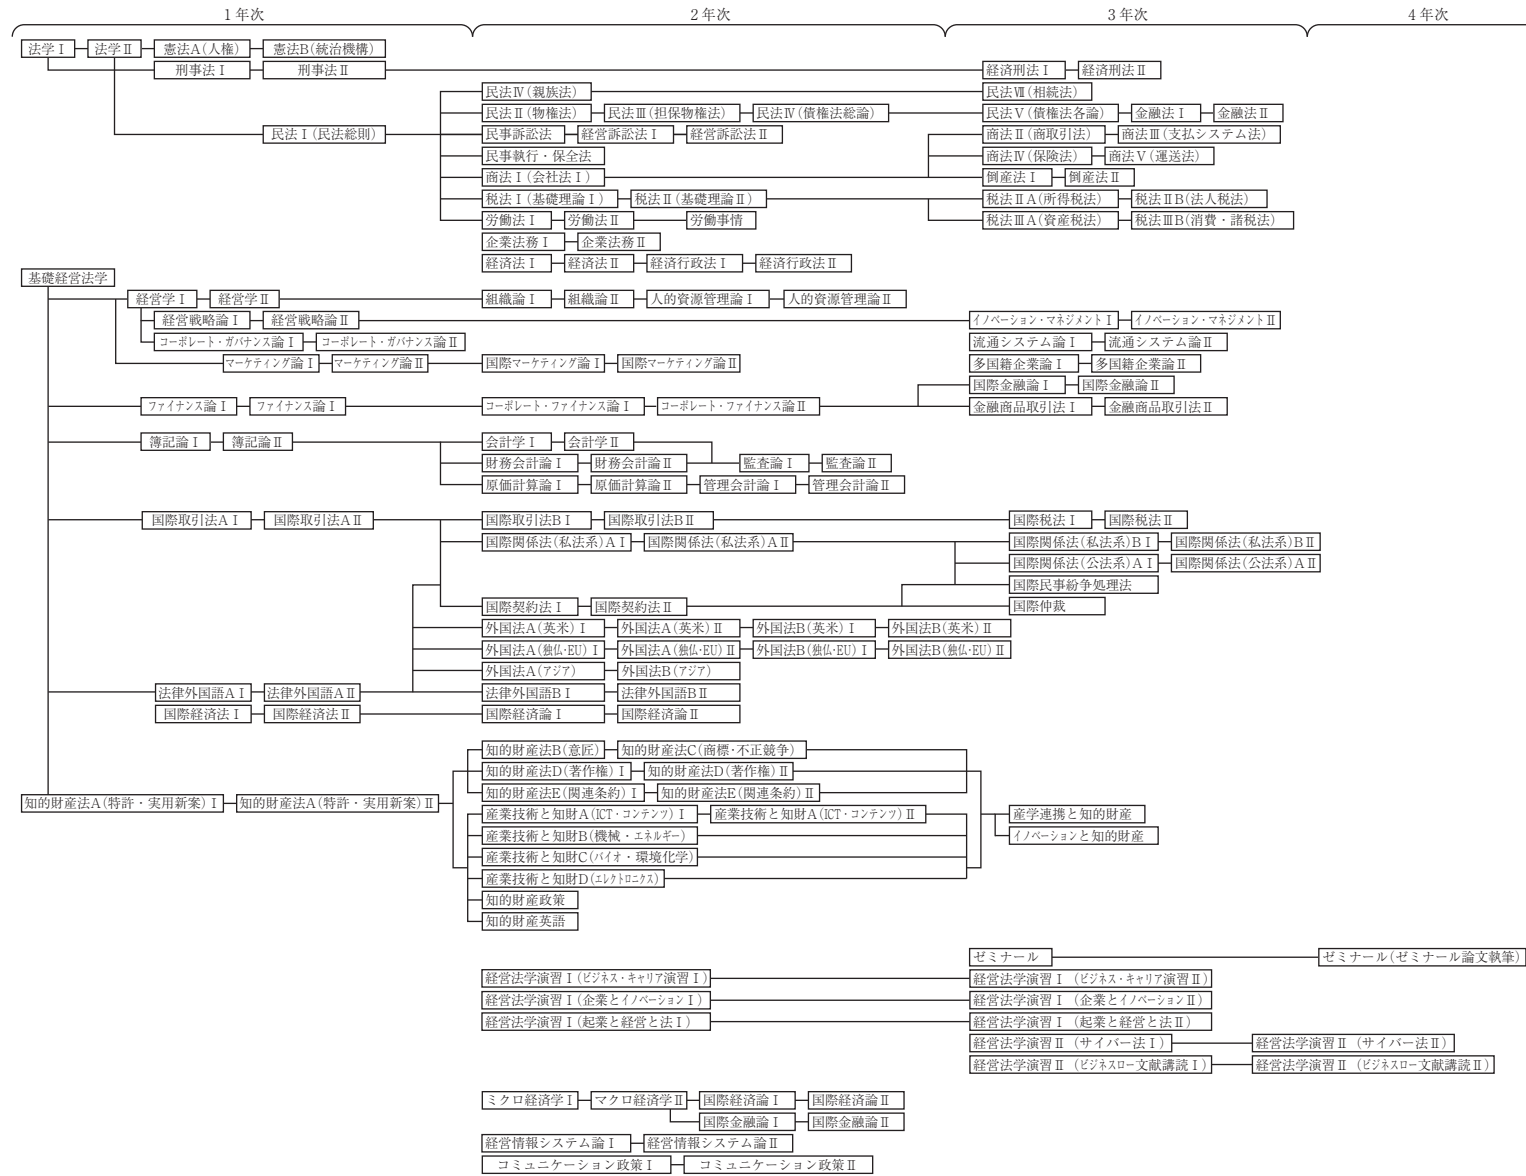 1年次 2年次 3年次 4年次
法学Ⅰ 法学Ⅱ 憲法A(人権) 憲法B(統治機構)
刑事法Ⅰ 刑事法Ⅱ 経済刑法Ⅰ 経済刑法Ⅱ
民法Ⅳ(親族法) 民法Ⅶ(相続法)
民法Ⅱ(物権法) 民法Ⅲ(担保物権法) 民法Ⅳ(債権法総論) 民法Ⅴ(債権法各論) 金融法Ⅰ 金融法Ⅱ
民法Ⅰ(民法総則) 民事訴訟法 経営訴訟法Ⅰ 経営訴訟法Ⅱ 商法Ⅱ(商取引法) 商法Ⅲ(支払システム法)
民事執行・保全法 商法Ⅳ(保険法) 商法Ⅴ(運送法)
商法Ⅰ(会社法Ⅰ) 倒産法Ⅰ 倒産法Ⅱ
税法Ⅰ(基礎理論Ⅰ) 税法Ⅱ(基礎理論Ⅱ) 税法ⅡA(所得税法) 税法ⅡB(法人税法)
労働法Ⅰ 労働法Ⅱ 労働事情 税法ⅢA(資産税法) 税法ⅢB(消費・諸税法)
企業法務Ⅰ 企業法務Ⅱ
経済法Ⅰ 経済法Ⅱ 経済行政法Ⅰ 経済行政法Ⅱ
基礎経営法学
経営学Ⅰ 経営学Ⅱ 組織論Ⅰ 組織論Ⅱ 人的資源管理論Ⅰ 人的資源管理論Ⅱ
経営戦略論Ⅰ 経営戦略論Ⅱ イノベーション・マネジメントⅠ イノベーション・マネジメントⅡ
コーポレート・ガバナンス論Ⅰ コーポレート・ガバナンス論Ⅱ 流通システム論Ⅰ 流通システム論Ⅱ
マーケティング論Ⅰ マーケティング論Ⅱ 国際マーケティング論Ⅰ 国際マーケティング論Ⅱ 多国籍企業論Ⅰ 多国籍企業論Ⅱ
国際金融論Ⅰ 国際金融論Ⅱ
ファイナンス論Ⅰ ファイナンス論Ⅰ コーポレート・ファイナンス論Ⅰ コーポレート・ファイナンス論Ⅱ 金融商品取引法Ⅰ 金融商品取引法Ⅱ
簿記論Ⅰ 簿記論Ⅱ 会計学Ⅰ 会計学Ⅱ
財務会計論Ⅰ 財務会計論Ⅱ 監査論Ⅰ 監査論Ⅱ
原価計算論Ⅰ 原価計算論Ⅱ 管理会計論Ⅰ 管理会計論Ⅱ
国際取引法AⅠ 国際取引法AⅡ 国際取引法BⅠ 国際取引法BⅡ 国際税法Ⅰ 国際税法Ⅱ
国際関係法(私法系)AⅠ 国際関係法(私法系)AⅡ 国際関係法(私法系)BⅠ 国際関係法(私法系)BⅡ
国際関係法(公法系)AⅠ 国際関係法(公法系)AⅡ
国際民事紛争処理法
国際契約法Ⅰ 国際契約法Ⅱ 国際仲裁
外国法A(英米)Ⅰ 外国法A(英米)Ⅱ 外国法B(英米)Ⅰ 外国法B(英米)Ⅱ
外国法A(独仏・EU)Ⅰ 外国法A(独仏・EU)Ⅱ 外国法B(独仏・EU)Ⅰ 外国法B(独仏・EU)Ⅱ
外国法A(アジア) 外国法B(アジア)
法律外国語AⅠ 法律外国語AⅡ 法律外国語BⅠ 法律外国語BⅡ
国際経済法Ⅰ 国際経済法Ⅱ 国際経済論Ⅰ 国際経済論Ⅱ
知的財産法B(意匠) 知的財産法C(商標・不正競争)
知的財産法D(著作権)Ⅰ 知的財産法D(著作権)Ⅱ
知的財産法E(関連条約)Ⅰ 知的財産法E(関連条約)Ⅱ
知的財産法A(特許・実用新案)Ⅰ 知的財産法A(特許・実用新案)Ⅱ
産業技術と知財A(ICT・コンテンツ)Ⅰ 産業技術と知財A(ICT・コンテンツ)Ⅱ 産学連携と知的財産
産業技術と知財B(機械・エネルギー) イノベーションと知的財産
産業技術と知財C(バイオ・環境化学)
産業技術と知財D(エレクトロニクス)
知的財産政策
知的財産英語
ゼミナール ゼミナール(ゼミナール論文執筆)
経営法学演習Ⅰ(ビジネス・キャリア演習Ⅰ) 経営法学演習Ⅰ(ビジネス・キャリア演習Ⅱ)
経営法学演習Ⅰ(企業とイノベーションⅠ) 経営法学演習Ⅰ(企業とイノベーションⅡ)
経営法学演習Ⅰ(起業と経営と法Ⅰ) 経営法学演習Ⅰ(起業と経営と法Ⅱ)
経営法学演習Ⅱ(サイバー法Ⅰ) 経営法学演習Ⅱ(サイバー法Ⅱ)
経営法学演習Ⅱ(ビジネスロー文献講読Ⅰ) 経営法学演習Ⅱ(ビジネスロー文献講読Ⅱ)
ミクロ経済学Ⅰ マクロ経済学Ⅱ 国際経済論Ⅰ 国際経済論Ⅱ
国際金融論Ⅰ 国際金融論Ⅱ
経営情報システム論Ⅰ 経営情報システム論Ⅱ
コミュニケーション政策Ⅰ コミュニケーション政策Ⅱ